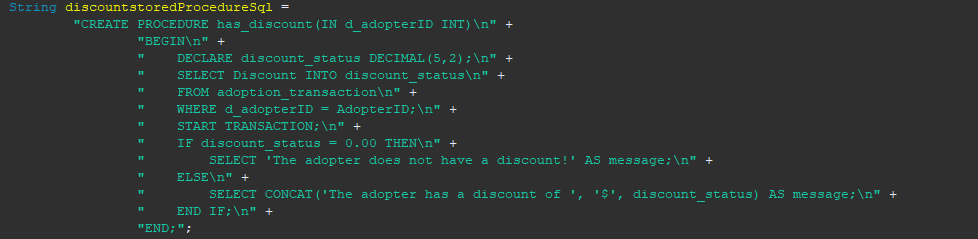 String discountstoredProcedureSql =
"CREATE PROCEDURE has_discount(IN d_adopterID INT)\n" +
"BEGIN\n" +
"    DECLARE discount_status DECIMAL(5,2);\n" +
"    SELECT Discount INTO discount_status\n" +
"    FROM adoption_transaction\n" +
"    WHERE d_adopterID = AdopterID;\n" +
"    START TRANSACTION;\n" +
"    IF discount_status = 0.00 THEN\n" +
"        SELECT 'The adopter does not have a discount!' AS message;\n" +
"    ELSE\n" +
"        SELECT CONCAT('The adopter has a discount of ', '$', discount_status) AS message;\n" +
"    END IF;\n" +
"END;";